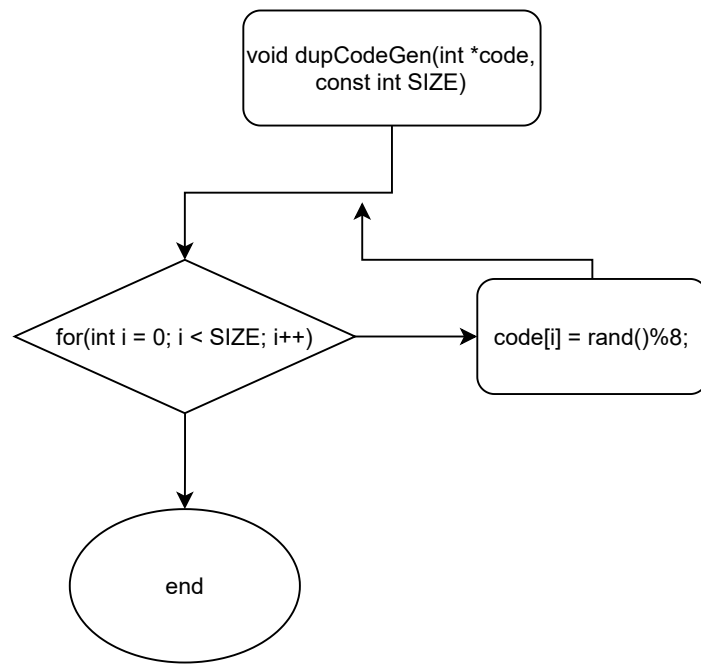 void dupCodeGen(int *code,
const int SIZE)
for(int i = 0; i < SIZE; i++)
code[i] = rand()%8;
end